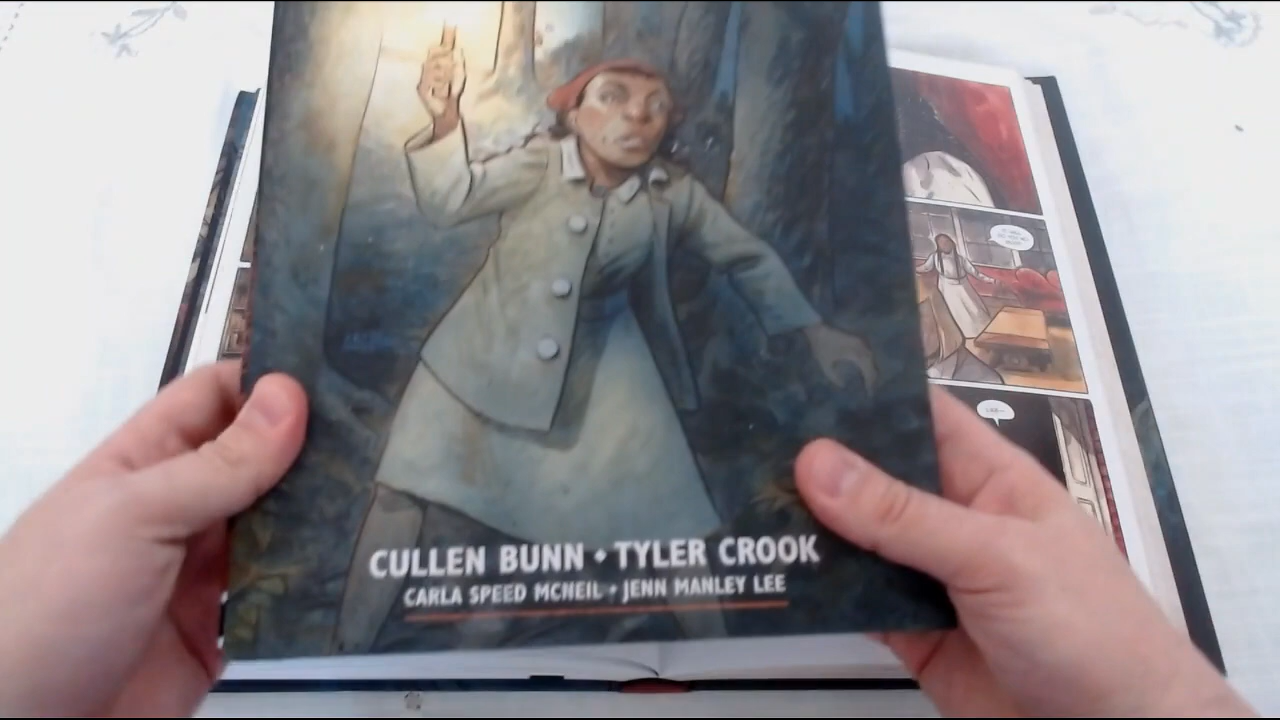 CULLEN BUNN • TYLER CROOK
CARLA SPEED MCNEIL • JENN MANLEY LEE